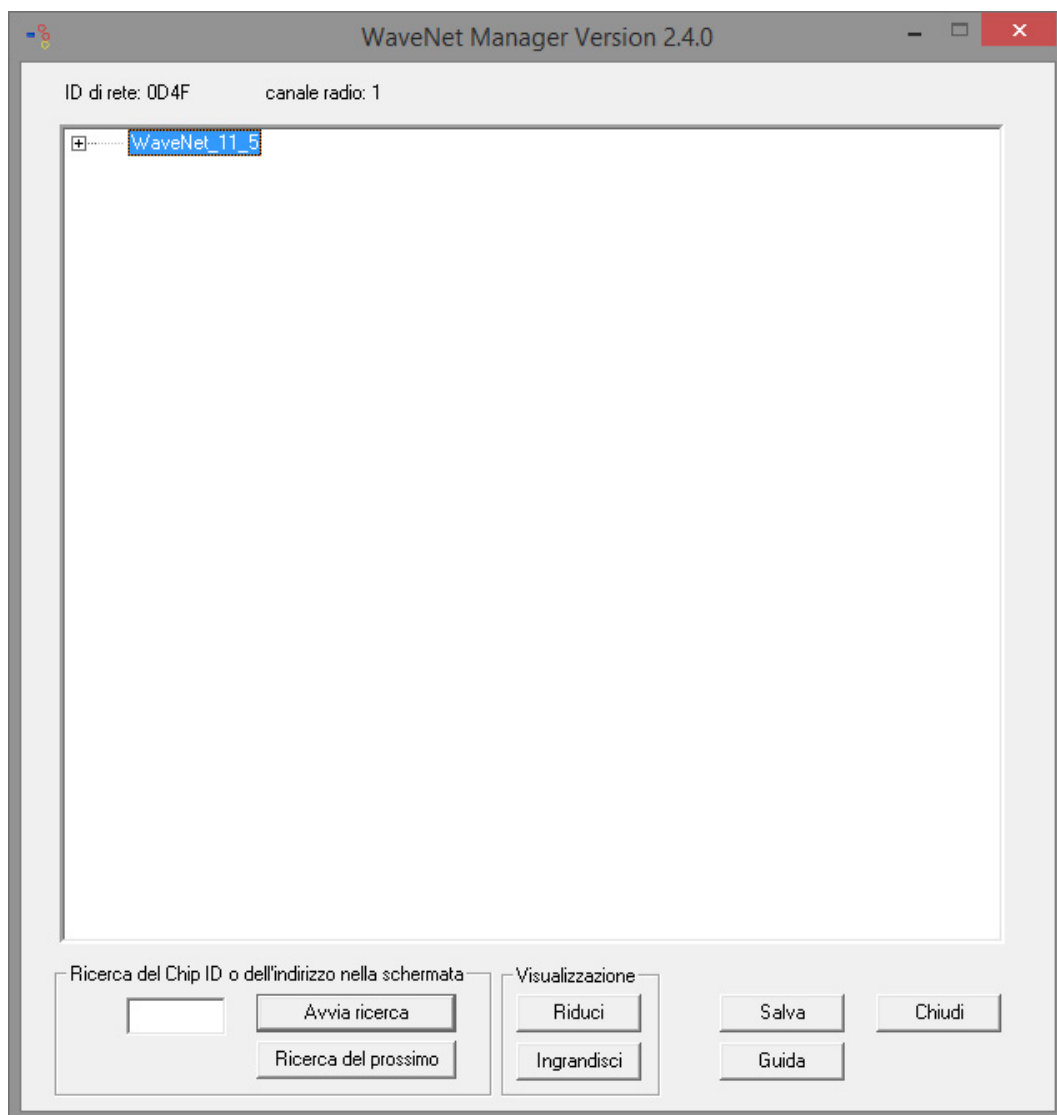 WaveNet Manager Version 2.4.0
ID di rete: 0D4F canale radio: 1
WaveNet_11_5
Ricerca del Chip ID o dell'indirizzo nella schermata
Avvia ricerca
Ricerca del prossimo
Visualizzazione
Riduci
Ingrandisci
Salva
Chiudi
Guida